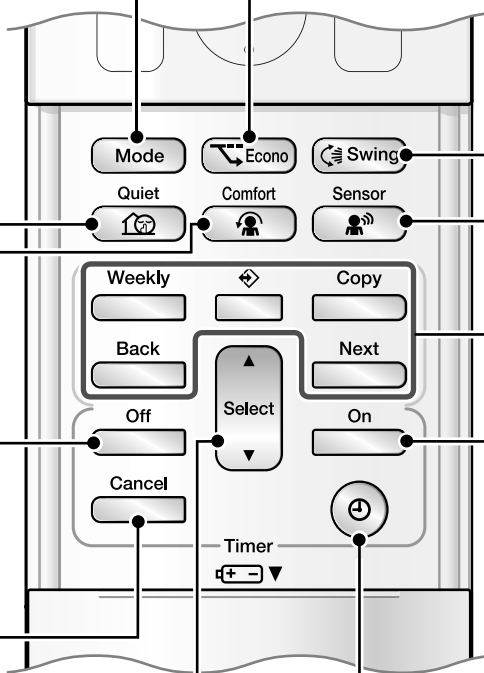 Mode Econo Swing
Quiet Comfort Sensor
Weekly Copy
Back Next
Select
Off On
Cancel
Timer